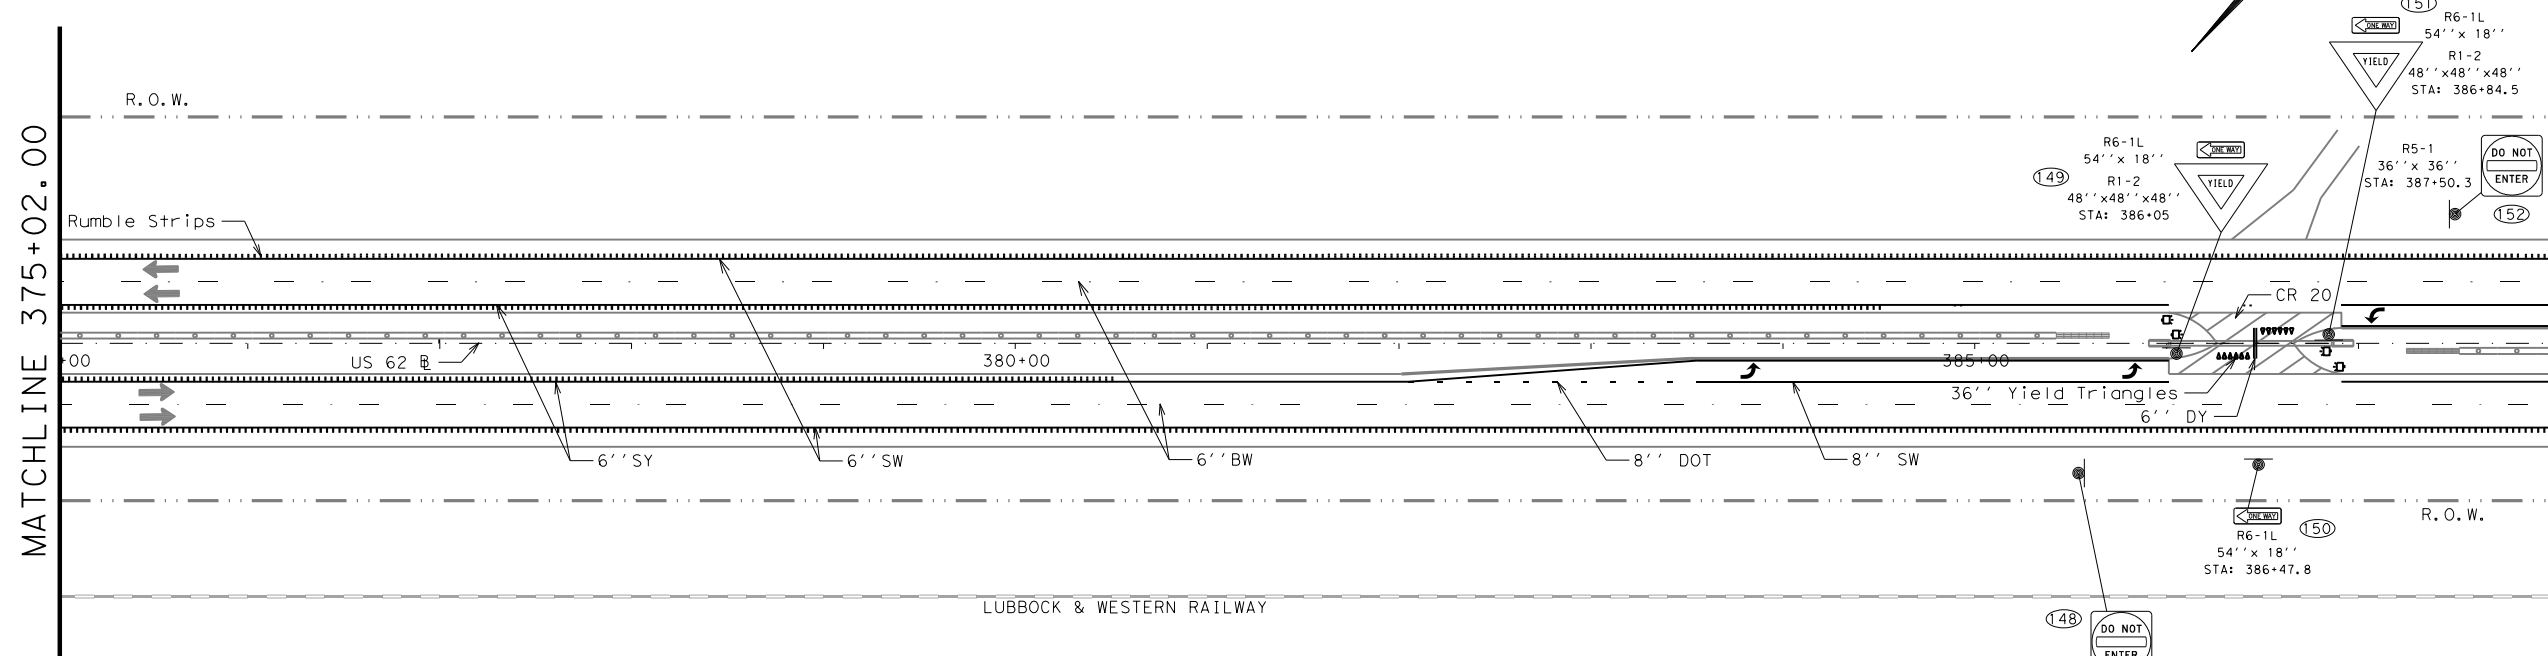 151
ONE WAY
R6-1L
54''x 18''
YIELD
R1-2
48''x48''x48''
STA: 386+84.5
R.O.W.
MATCHLINE 375+02.00
149
R6-1L
54''x 18''
ONE WAY
R1-2
48''x48''x48''
STA: 386+05
YIELD
R5-1
36''x 36''
STA: 387+50.3
DO NOT
ENTER
152
Rumble Strips
CR 20
+00
US 62 ℄
380+00
385+00
36'' Yield Triangles
6'' DY
6''SY
6''SW
6''BW
8'' DOT
8'' SW
ONE WAY
150
R6-1L
54''x 18''
STA: 386+47.8
R.O.W.
LUBBOCK & WESTERN RAILWAY
148
DO NOT
ENTER